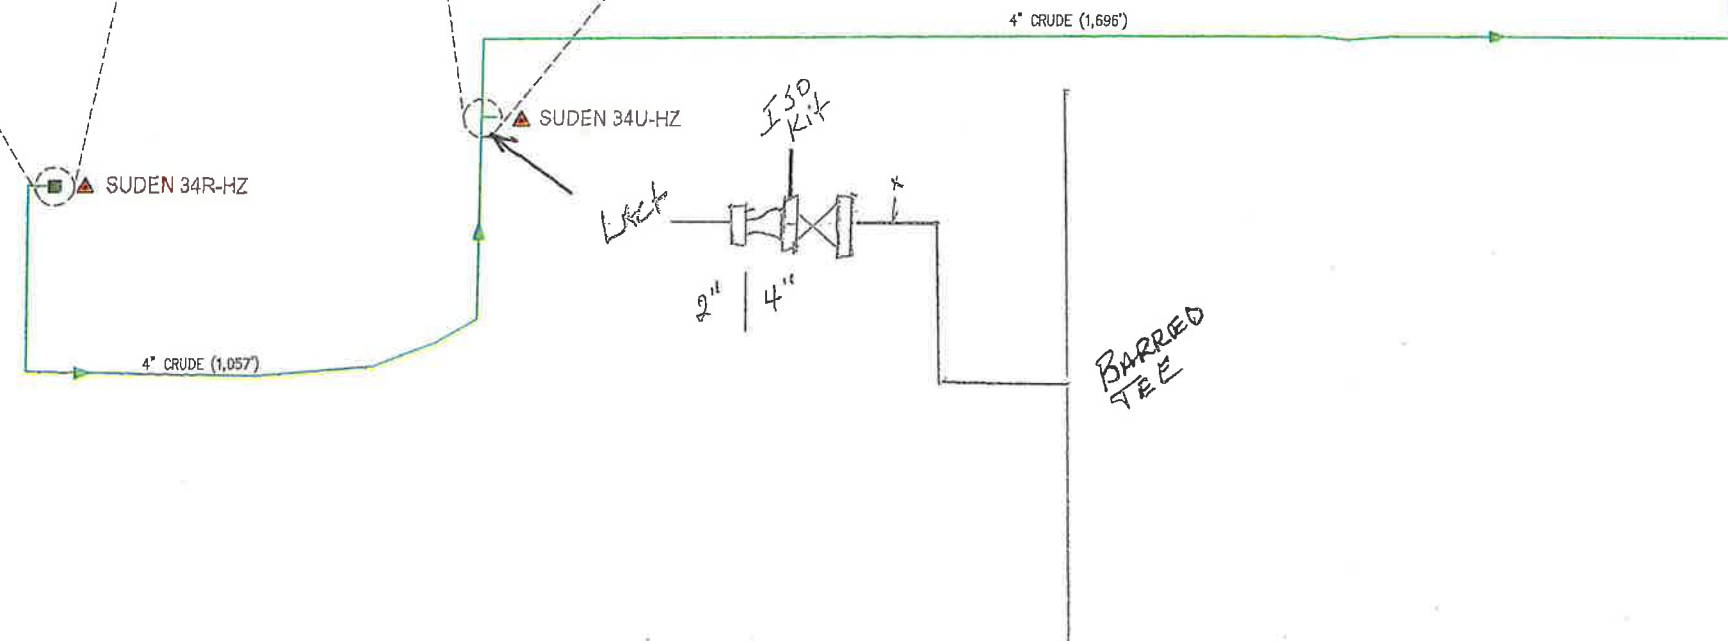 4" CRUDE (1,696')
ISO
Kit
SUDEN 34U-HZ
SUDEN 34R-HZ
x
2" 4"
BARRED
TEE
4" CRUDE (1,057')